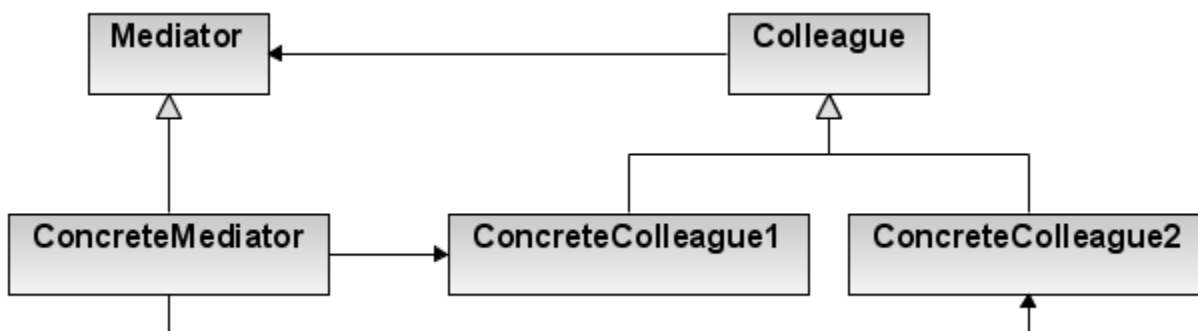 Mediator
Colleague
ConcreteMediator
ConcreteColleague1
ConcreteColleague2